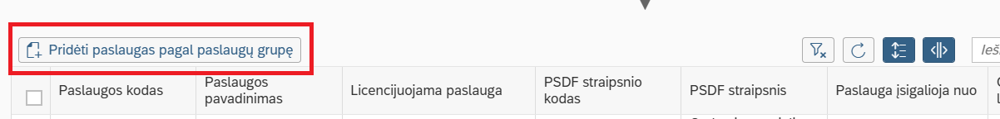 Pridėti paslaugas pagal paslaugų grupę
Ieš
Paslaugos kodas
Paslaugos
pavadinimas
Licencijuojama paslauga
PSDF straipsnio
kodas
PSDF straipsnis
Paslauga įsigalioja nuo